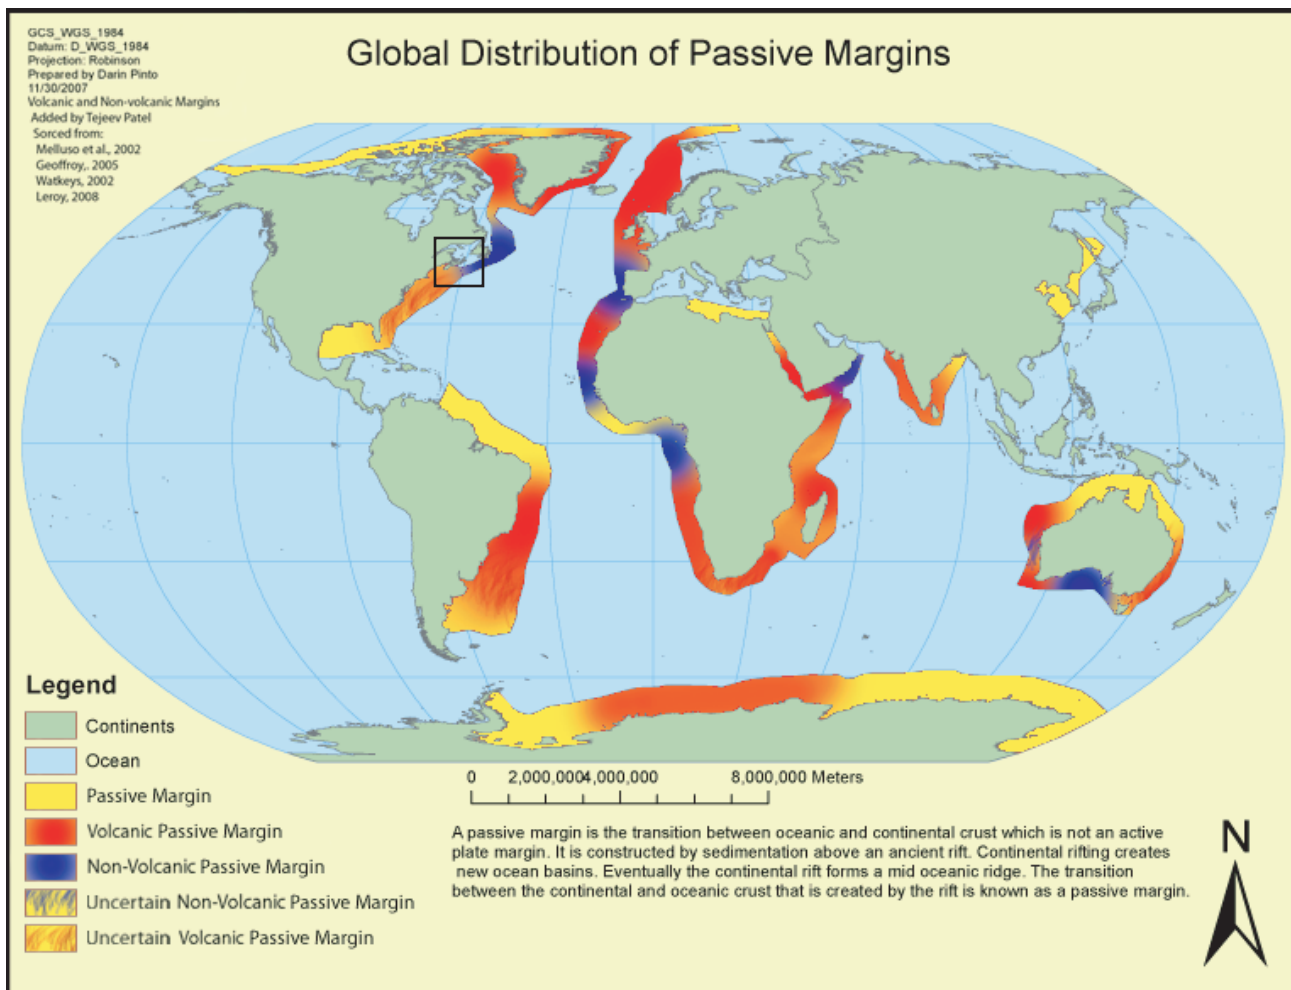 GCS_WGS_1984
Datum: D_WGS_1984
Projection: Robinson
Prepared by Darin Pinto
11/30/2007
Volcanic and Non-volcanic Margins
Added by Tejeev Patel
Sorced from:
Melluso et al., 2002
Geoffroy,. 2005
Watkeys, 2002
Leroy, 2008
Global Distribution of Passive Margins
Legend
Continents
Ocean
Passive Margin
Volcanic Passive Margin
Non-Volcanic Passive Margin
Uncertain Non-Volcanic Passive Margin
Uncertain Volcanic Passive Margin
0 2,000,000 4,000,000 8,000,000 Meters
A passive margin is the transition between oceanic and continental crust which is not an active
plate margin. It is constructed by sedimentation above an ancient rift. Continental rifting creates
new ocean basins. Eventually the continental rift forms a mid oceanic ridge. The transition
between the continental and oceanic crust that is created by the rift is known as a passive margin.
N